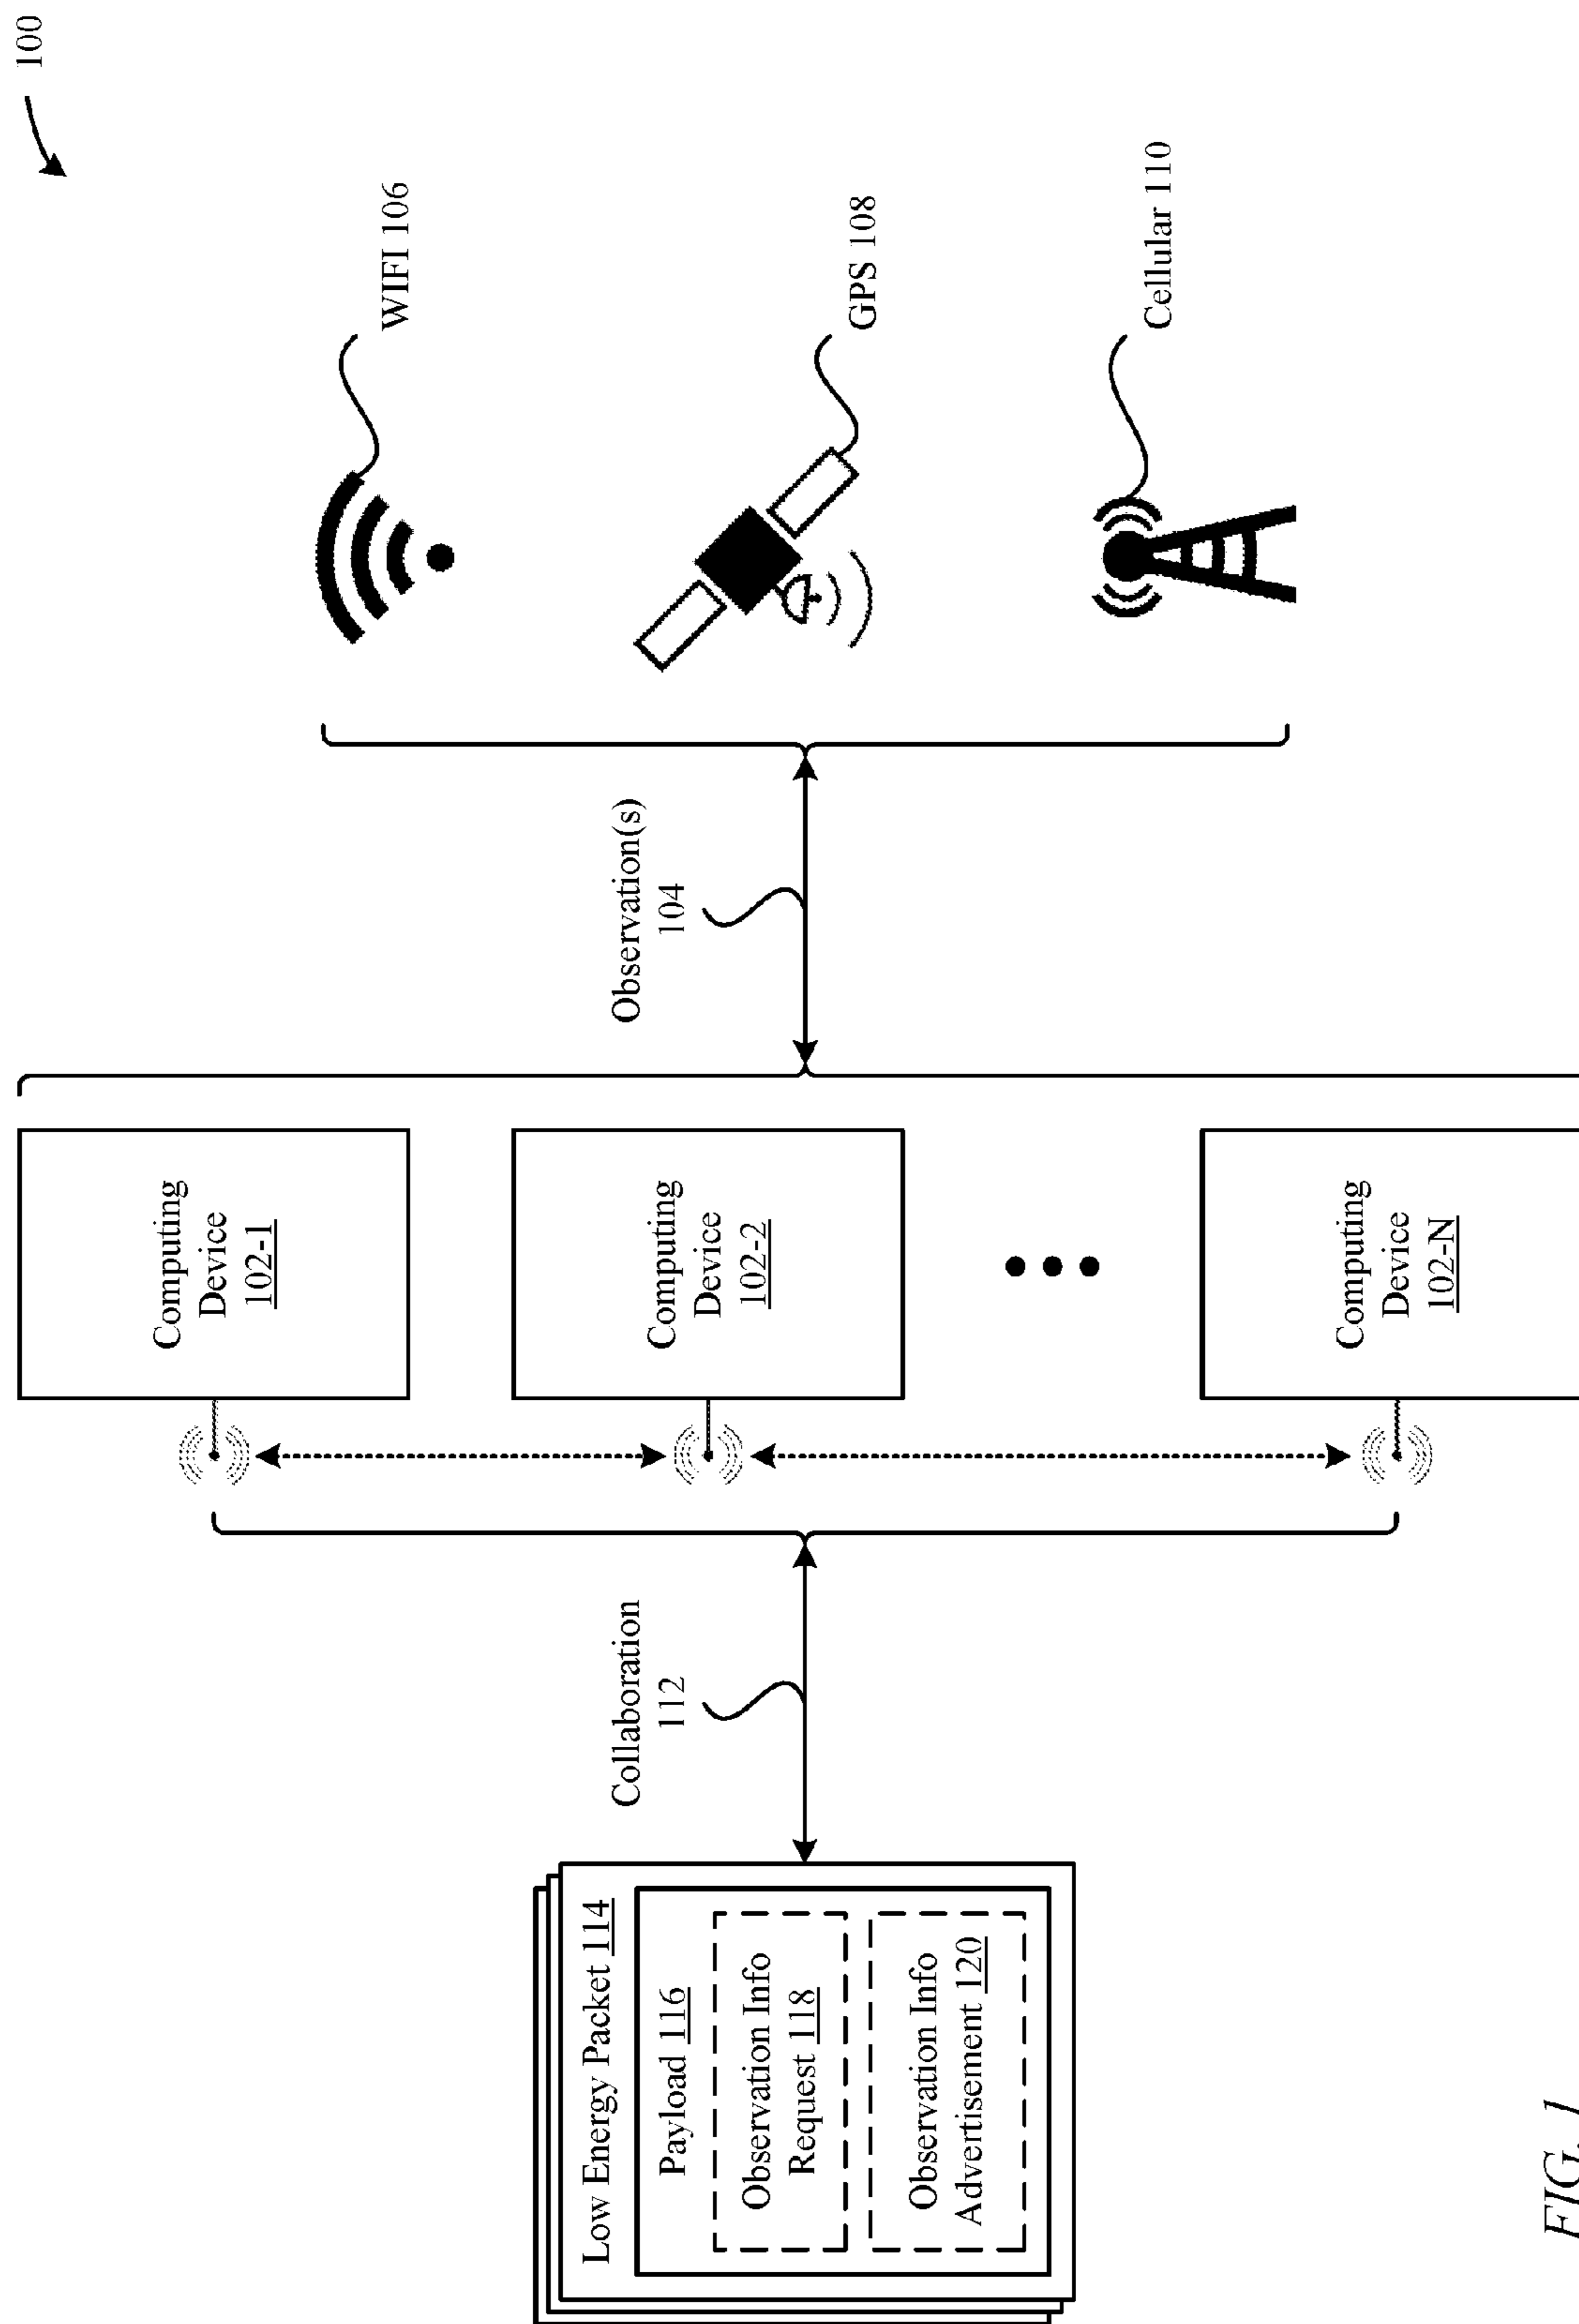 100
Low Energy Packet 114
Payload 116
Observation Info
Request 118
Observation Info
Advertisement 120
Collaboration
112
Computing
Device
102-1
Computing
Device
102-2
Computing
Device
102-N
Observation(s)
104
WIFI 106
GPS 108
Cellular 110
FIG. 1